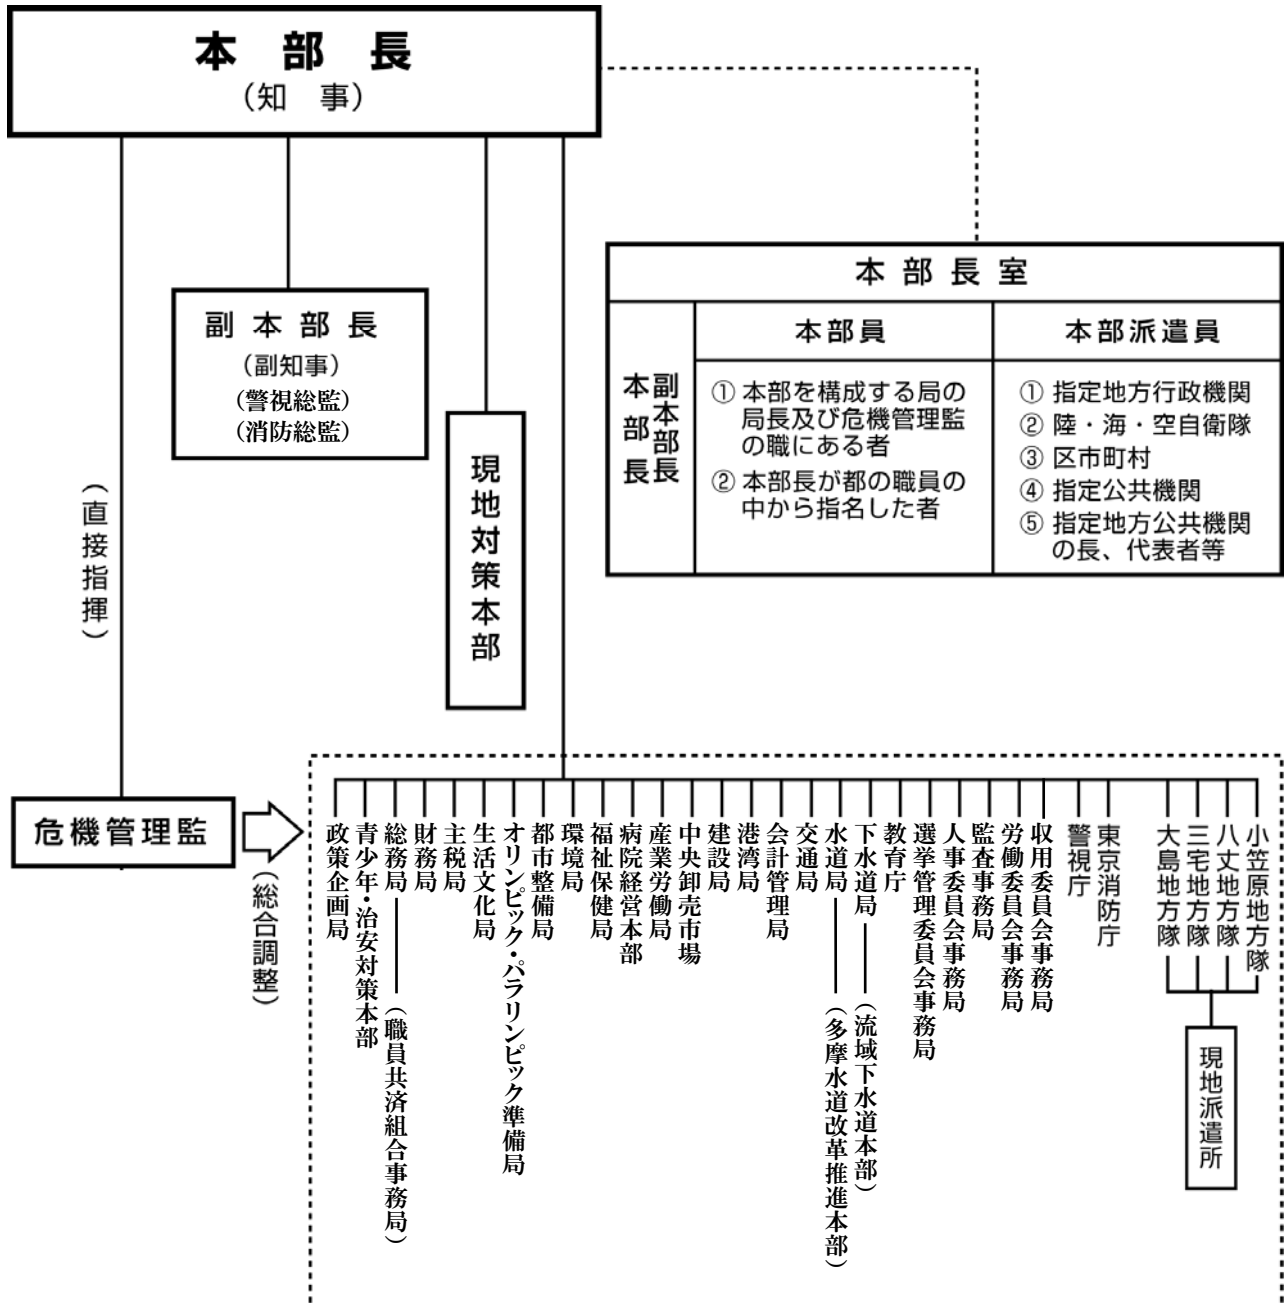 本 部 長
（知 事）
副 本 部 長
（副知事）
（警視総監）
（消防総監）
現地対策本部
（直接指揮）
本 部 長 室
本部長
副本部長
本部員
① 本部を構成する局の
局長及び危機管理監
の職にある者
② 本部長が都の職員の
中から指名した者
本部派遣員
① 指定地方行政機関
② 陸・海・空自衛隊
③ 区市町村
④ 指定公共機関
⑤ 指定地方公共機関
の長、代表者等
危機管理監
（総合調整）
政策企画局
青少年・治安対策本部
総務局
（職員共済組合事務局）
財務局
主税局
生活文化局
オリンピック・パラリンピック準備局
都市整備局
環境局
福祉保健局
病院経営本部
産業労働局
中央卸売市場
建設局
港湾局
会計管理局
交通局
水道局
（多摩水道改革推進本部）
下水道局
（流域下水道本部）
教育庁
選挙管理委員会事務局
人事委員会事務局
監査事務局
労働委員会事務局
収用委員会事務局
警視庁
東京消防庁
大島地方隊
三宅地方隊
八丈地方隊
小笠原地方隊
現地派遣所